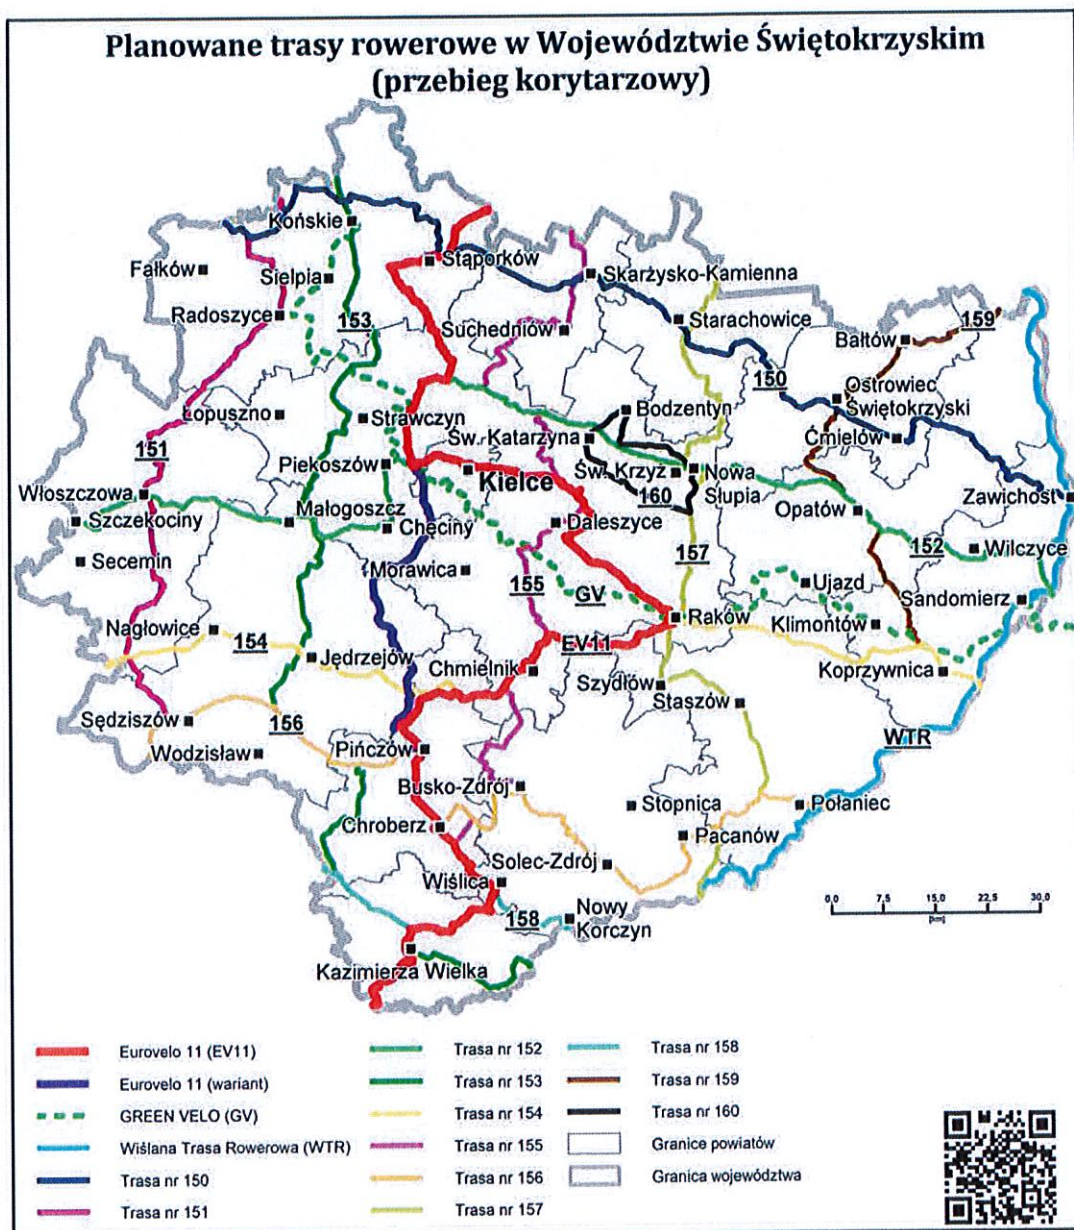 Planowane trasy rowerowe w Województwie Świętokrzyskim
(przebieg korytarzowy)
Końskie
Stąporków
Fałków
Sielpia
Skarżysko-Kamienna
Radoszyce
153
Suchedniów
Starachowice
Bałtów
159
150
Ostrowiec
Świętokrzyski
Łopuszno
Strawczyn
Bodzentyn
Św. Katarzyna
Ćmielów
151
Piekoszów
Kielce
Św. Krzyż
Nowa
Słupia
160
Włoszczowa
Zawichost
Szczekociny
Małogoszcz
Chęciny
Daleszyce
Opatów
Secemin
Morawica
155
157
152
Wilczyce
GV
Ujazd
Sandomierz
Nagłowice
154
Raków
Klimontów
EV11
Jędrzejów
Chmielnik
Szydłów
Koprzywnica
Staszów
Sędziszów
156
Wodzisław
Pińczów
WTR
Busko-Zdrój
Stopnica
Połaniec
Chroberz
Pacanów
Solec-Zdrój
Wiślica
158
Nowy
Korczyn
Kazimierza Wielka
0,0 7,5 15,0 22,5 30,0
[km]
Eurovelo 11 (EV11)
Eurovelo 11 (wariant)
GREEN VELO (GV)
Wiślana Trasa Rowerowa (WTR)
Trasa nr 150
Trasa nr 151
Trasa nr 152
Trasa nr 153
Trasa nr 154
Trasa nr 155
Trasa nr 156
Trasa nr 157
Trasa nr 158
Trasa nr 159
Trasa nr 160
Granice powiatów
Granica województwa